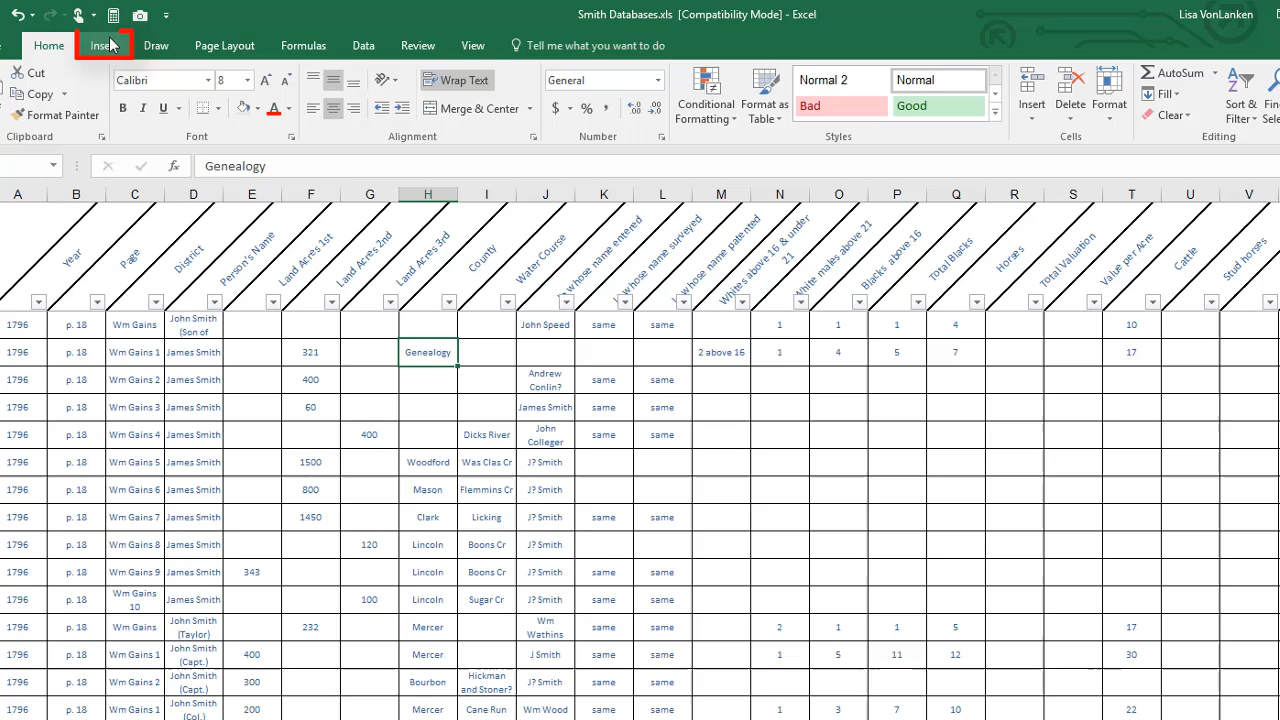 Smith Databases.xls [Compatibility Mode] - Excel
Lisa VonLanken
Home Draw Page Layout Formulas Data Review View Tell me what you want to do
Cut
Copy
Format Painter
Clipboard
Calibri 8
B I U A
Font
Wrap Text
Merge & Center
Alignment
General
$ % ,
Number
Conditional Formatting
Format as Table
Normal 2 Normal
Bad Good
Styles
Insert Delete Format
Cells
AutoSum
Fill
Clear
Sort &
Filter
Editing
fx Genealogy
A B C D E F G H I J K L M N O P Q R S T U V
Year
Page
District
Person's Name
Land Acres 1st
Land Acres 2nd
Land Acres 3rd
County
Water Course
whose name entered
whose name surveyed
whose name patented
Whites above 16 & under 21
White males above 21
Blacks above 16
Total Blacks
Horses
Total Valuation
Value per Acre
Cattle
Stud horses
1796 p. 18 Wm Gains John Smith (Son of John Speed same same 1 1 1 4 10
1796 p. 18 Wm Gains 1 James Smith 321 Genealogy 2 above 16 1 4 5 7 17
1796 p. 18 Wm Gains 2 James Smith 400 Andrew Conlin? same same
1796 p. 18 Wm Gains 3 James Smith 60 James Smith same same
1796 p. 18 Wm Gains 4 James Smith 400 Dicks River John Colleger same same
1796 p. 18 Wm Gains 5 James Smith 1500 Woodford Was Clas Cr J? Smith
1796 p. 18 Wm Gains 6 James Smith 800 Mason Flemmins Cr J? Smith
1796 p. 18 Wm Gains 7 James Smith 1450 Clark Licking J? Smith same same
1796 p. 18 Wm Gains 8 James Smith 120 Lincoln Boons Cr J? Smith
1796 p. 18 Wm Gains 9 James Smith 343 Lincoln Boons Cr J? Smith same same
1796 p. 18 Wm Gains 10 James Smith 100 Lincoln Sugar Cr J? Smith same same
1796 p. 18 Wm Gains John Smith (Taylor) 232 Mercer Wm Wathins same same 2 1 1 5 17
1796 p. 18 Wm Gains 1 John Smith (Capt.) 400 Mercer J Smith same same 1 5 11 12 30
1796 p. 18 Wm Gains 2 John Smith (Capt.) 300 Bourbon Hickman and Stoner? J? Smith same same
1796 p. 18 Wm Gains 1 John Smith (Col.) 200 Mercer Cane Run Wm Wood same same 1 3 7 10 22